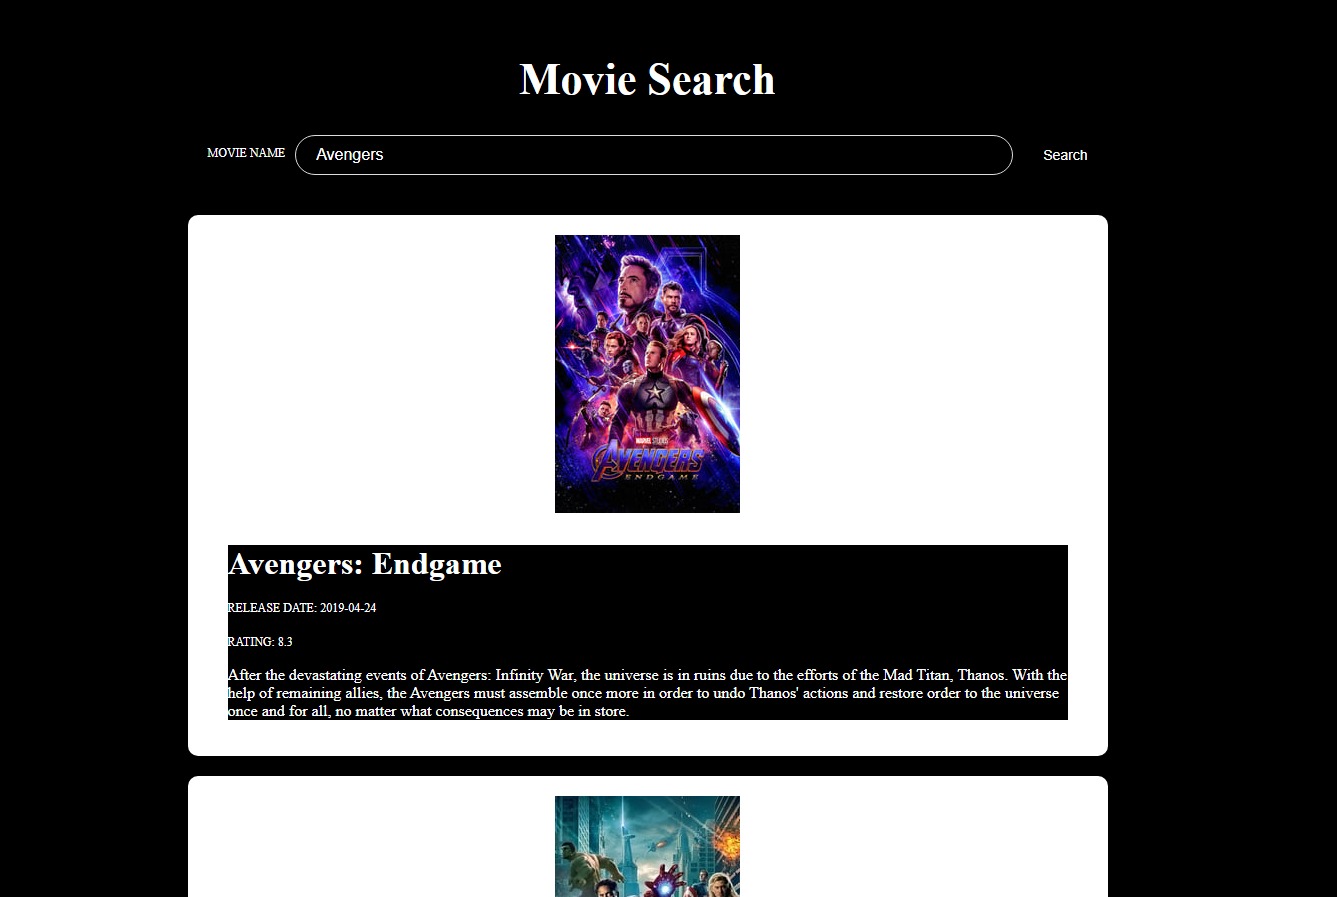 Movie Search
MOVIE NAME
Avengers
Search
MARVEL STUDIOS
AVENGERS
ENDGAME
Avengers: Endgame
RELEASE DATE: 2019-04-24
RATING: 8.3
After the devastating events of Avengers: Infinity War, the universe is in ruins due to the efforts of the Mad Titan, Thanos. With the
help of remaining allies, the Avengers must assemble once more in order to undo Thanos' actions and restore order to the universe
once and for all, no matter what consequences may be in store.